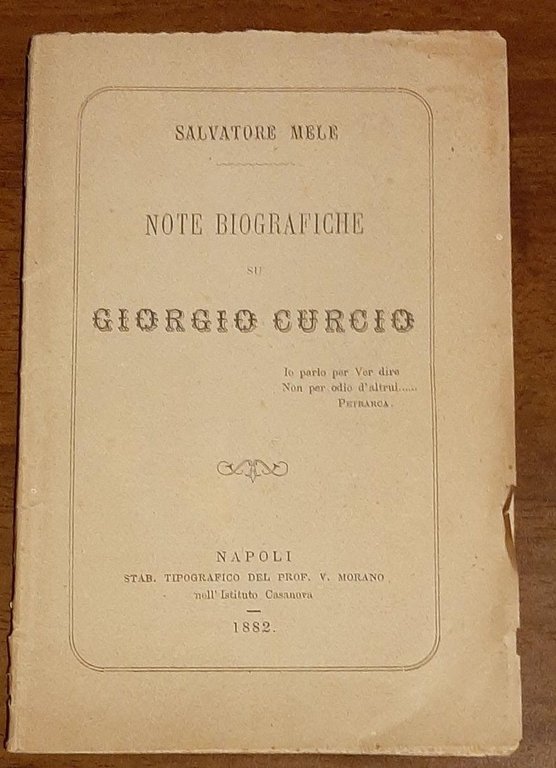 SALVATORE MELE
NOTE BIOGRAFICHE
SU
GIORGIO CURCIO
Io parlo per Ver dire
Non per odio d'altrui......
PETRARCA.
NAPOLI
STAB. TIPOGRAFICO DEL PROF. V. MORANO
nell' Istituto Casanova
1882.